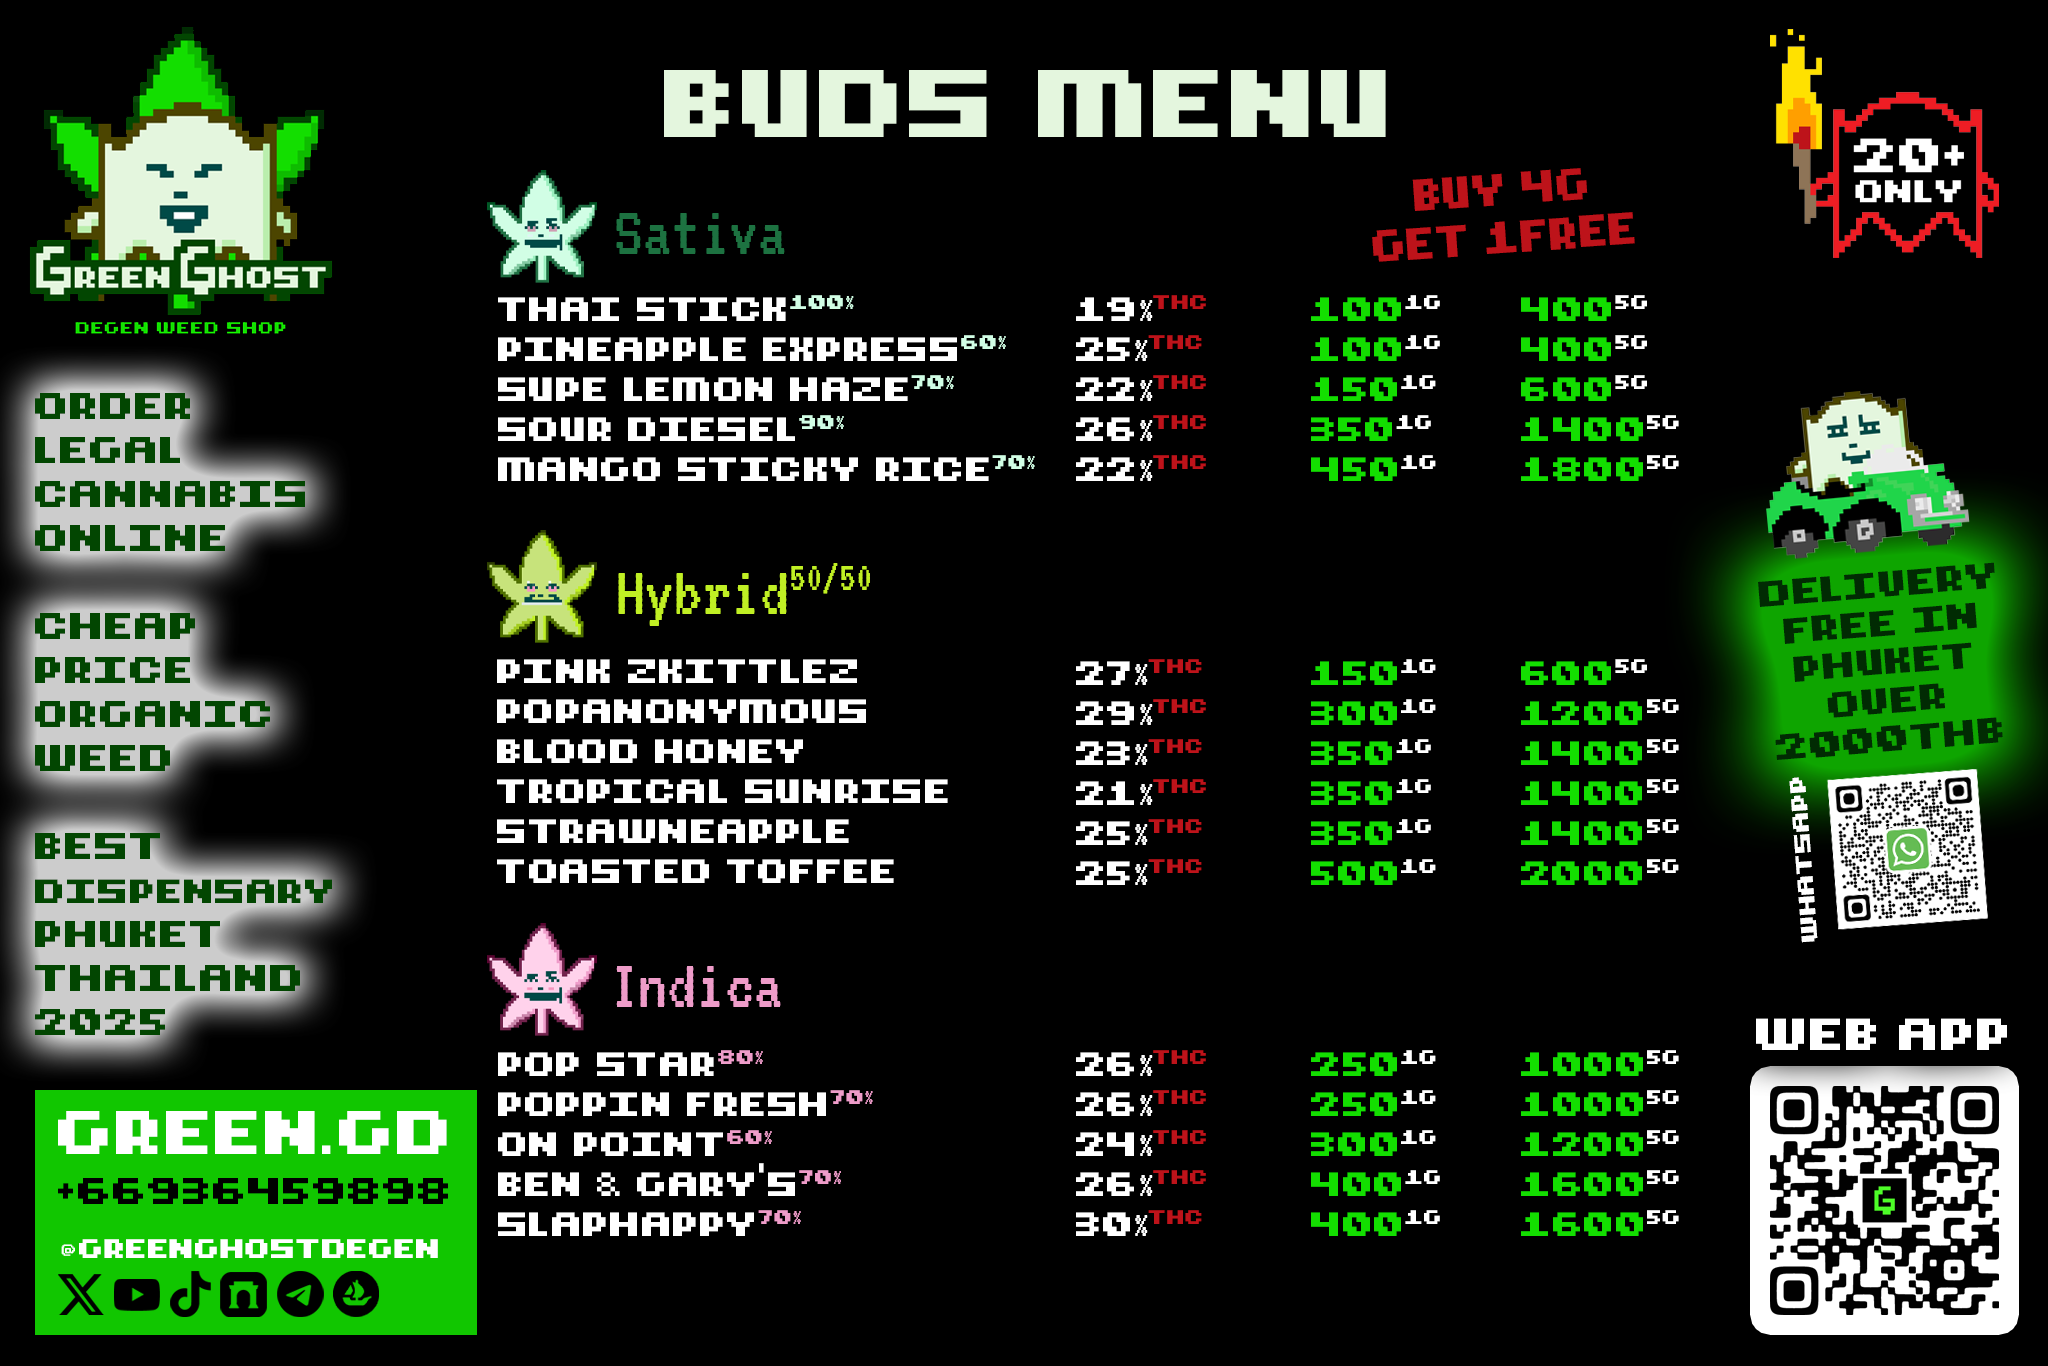 GREEN GHOST
DEGEN WEED SHOP
BUDS MENU
20+
ONLY
BUY 4G
GET 1FREE
Sativa
THAI STICK100% 19%THC 1001G 4005G
PINEAPPLE EXPRESS60% 25%THC 1001G 4005G
SUPE LEMON HAZE70% 22%THC 1501G 6005G
SOUR DIESEL90% 26%THC 3501G 14005G
MANGO STICKY RICE70% 22%THC 4501G 18005G
Hybrid50/50
PINK ZKITTLEZ 27%THC 1501G 6005G
POPANONYMOUS 29%THC 3001G 12005G
BLOOD HONEY 23%THC 3501G 14005G
TROPICAL SUNRISE 21%THC 3501G 14005G
STRAWNEAPPLE 25%THC 3501G 14005G
TOASTED TOFFEE 25%THC 5001G 20005G
Indica
POP STAR80% 26%THC 2501G 10005G
POPPIN FRESH70% 26%THC 2501G 10005G
ON POINT60% 24%THC 3001G 12005G
BEN & GARY'S70% 26%THC 4001G 16005G
SLAPHAPPY70% 30%THC 4001G 16005G
ORDER
LEGAL
CANNABIS
ONLINE
CHEAP
PRICE
ORGANIC
WEED
BEST
DISPENSARY
PHUKET
THAILAND
2025
GREEN.GD
+66936459898
@GREENGHOSTDEGEN
DELIVERY
FREE IN
PHUKET
OVER
2000THB
WHATSAPP
WEB APP
G